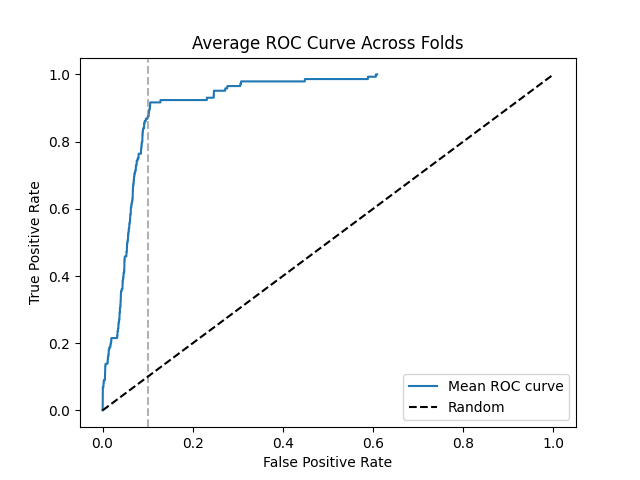 Average ROC Curve Across Folds
True Positive Rate
1.0
0.8
0.6
0.4
0.2
0.0
0.0 0.2 0.4 0.6 0.8 1.0
False Positive Rate
Mean ROC curve
Random